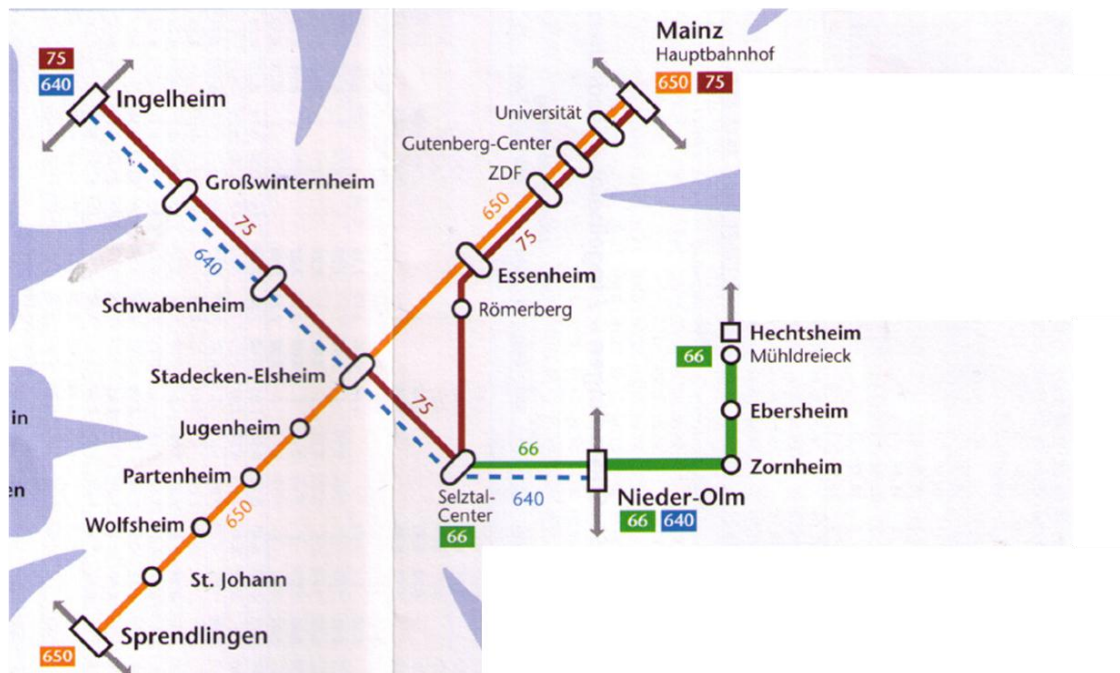 75
640
Ingelheim
Mainz
Hauptbahnhof
650 75
Universität
Gutenberg-Center
ZDF
Großwinternheim
650
75
75
640
Essenheim
Römerberg
Schwabenheim
Hechtsheim
66 Mühldreieck
Stadecken-Elsheim
75
in
Jugenheim
Ebersheim
66
Zornheim
Partenheim
en
640
Selztal-
Center
66
Nieder-Olm
66 640
Wolfsheim
650
St. Johann
Sprendlingen
650